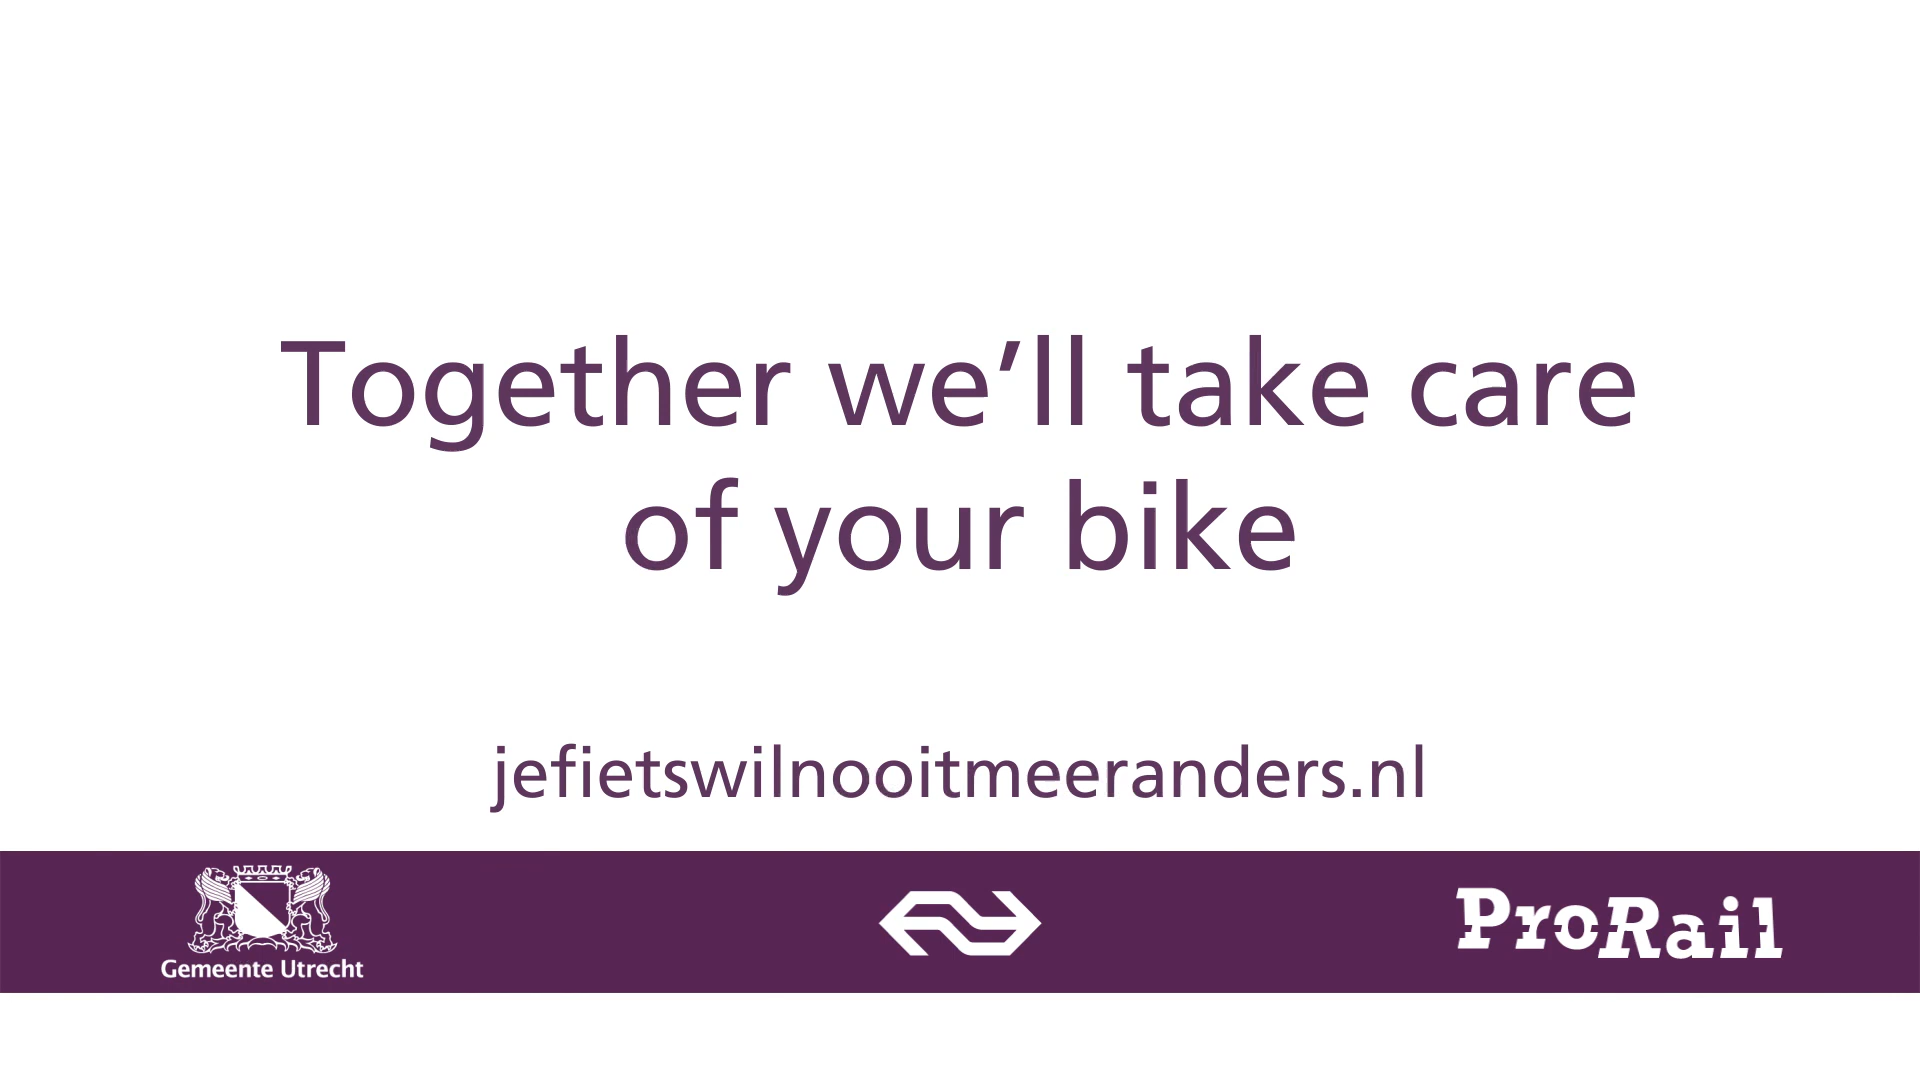 Together we’ll take care
of your bike
jefietswilnooitmeeranders.nl
Gemeente Utrecht
ProRail